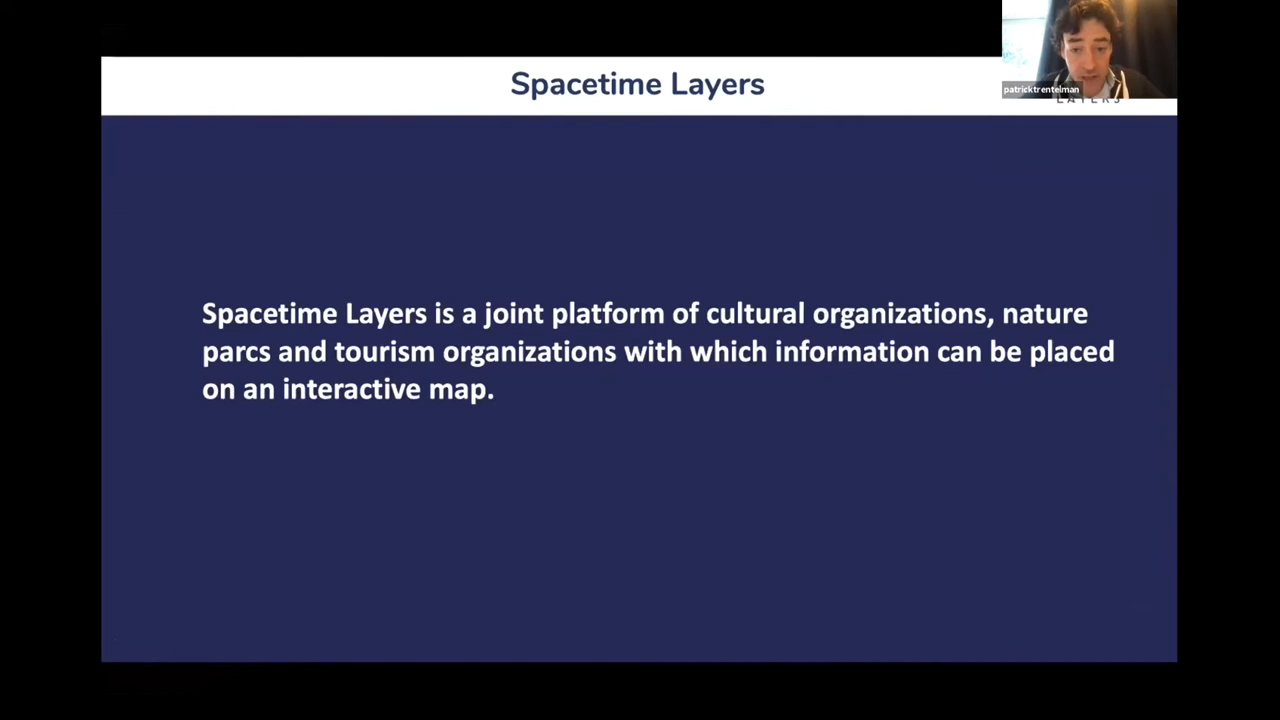 Spacetime Layers
patricktrentelman
LAYERS
Spacetime Layers is a joint platform of cultural organizations, nature
parcs and tourism organizations with which information can be placed
on an interactive map.